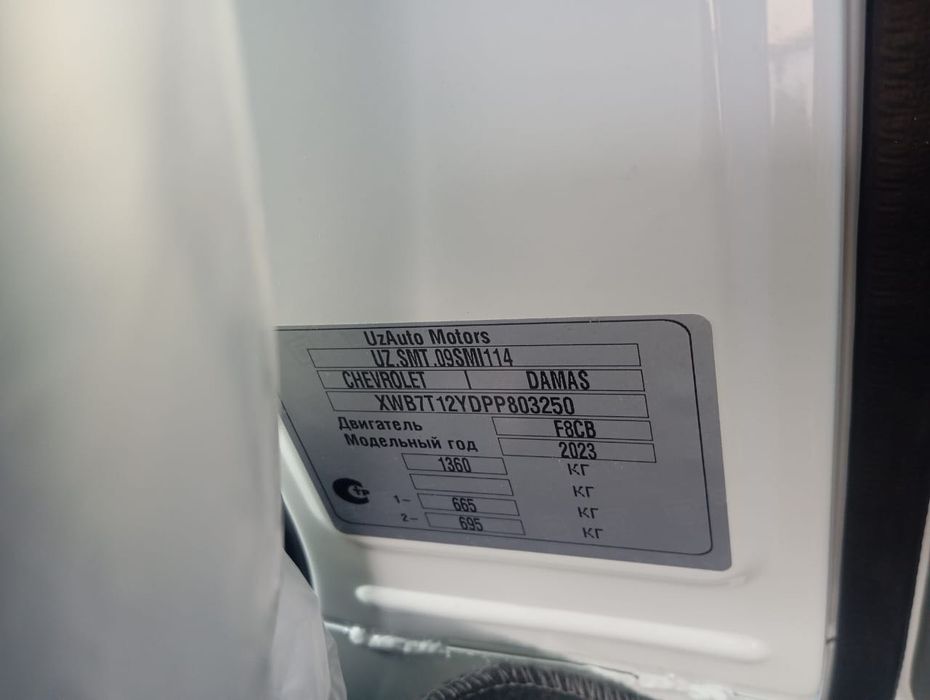 UzAuto Motors
UZ.SMT.09SMI114
CHEVROLET DAMAS
XWB7T12YDPP803250
Двигатель F8CB
Модельный год 2023
1360 КГ
КГ
1- 665 КГ
2- 695 КГ